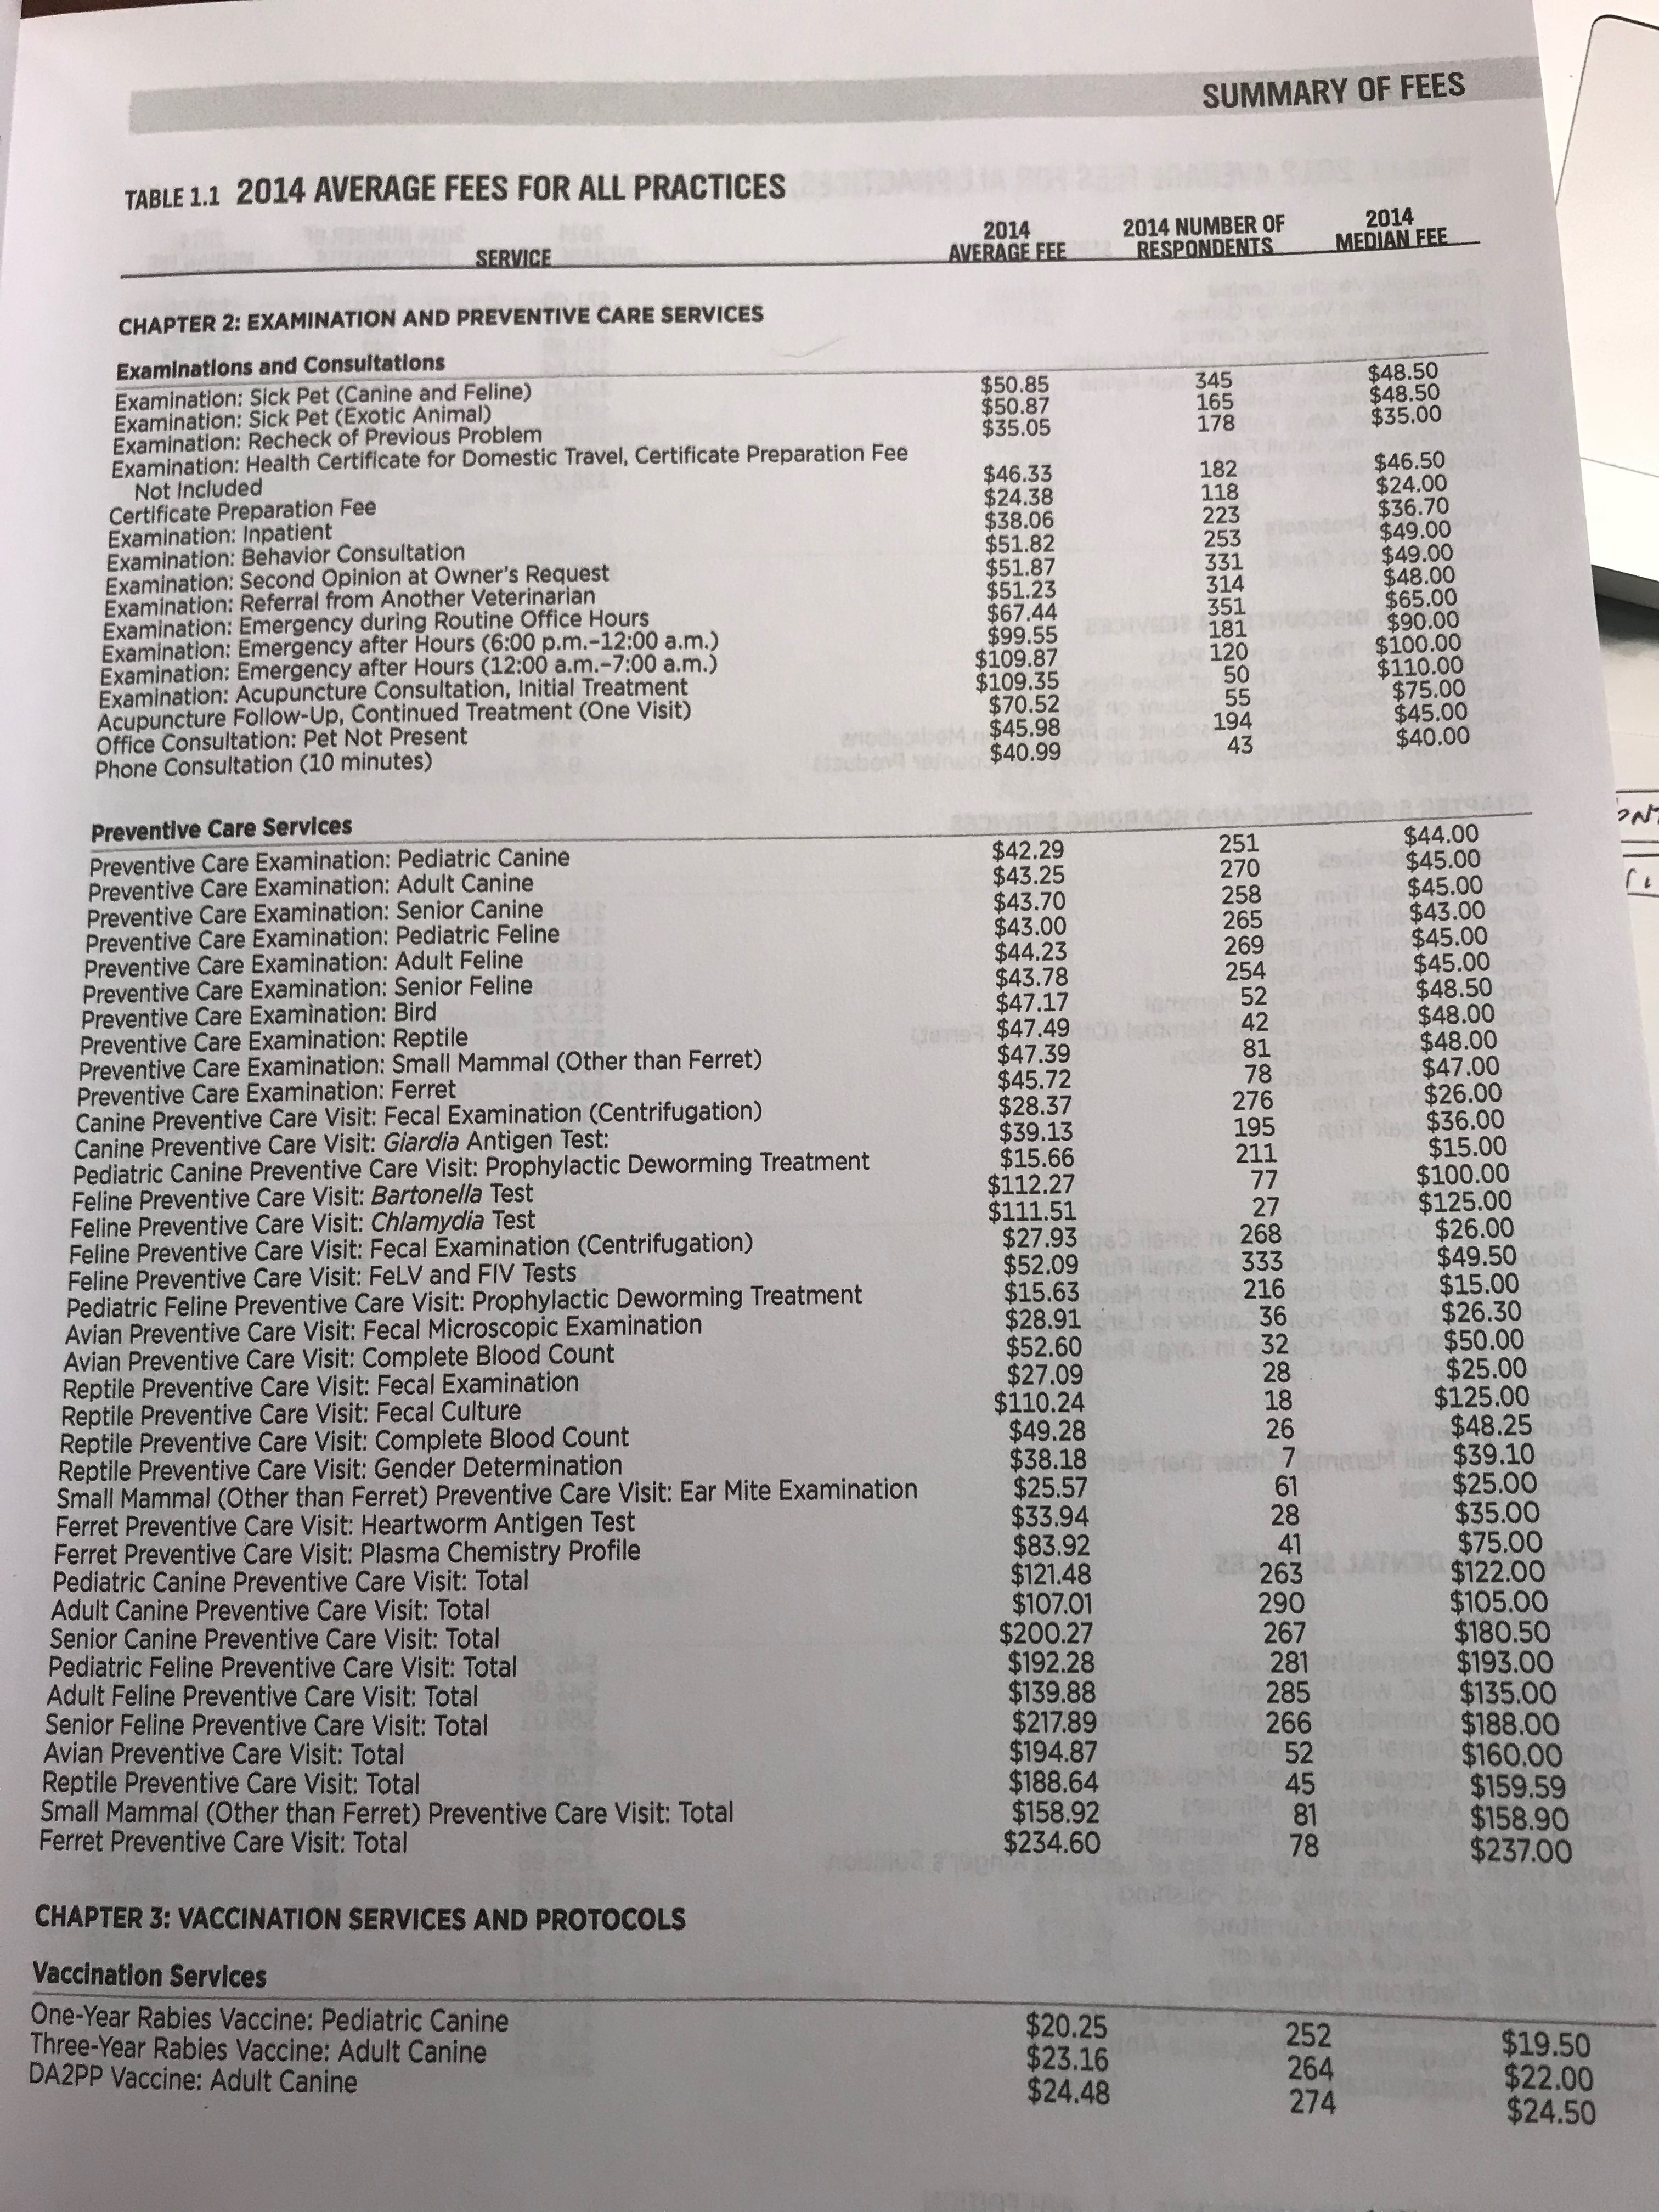 SUMMARY OF FEES
TABLE 1.1 2014 AVERAGE FEES FOR ALL PRACTICES
SERVICE 2014 AVERAGE FEE 2014 NUMBER OF RESPONDENTS 2014 MEDIAN FEE
CHAPTER 2: EXAMINATION AND PREVENTIVE CARE SERVICES
Examinations and Consultations
Examination: Sick Pet (Canine and Feline) $50.85 345 $48.50
Examination: Sick Pet (Exotic Animal) $50.87 165 $48.50
Examination: Recheck of Previous Problem $35.05 178 $35.00
Examination: Health Certificate for Domestic Travel, Certificate Preparation Fee
Not Included $46.33 182 $46.50
Certificate Preparation Fee $24.38 118 $24.00
Examination: Inpatient $38.06 223 $36.70
Examination: Behavior Consultation $51.82 253 $49.00
Examination: Second Opinion at Owner's Request $51.87 331 $49.00
Examination: Referral from Another Veterinarian $51.23 314 $48.00
Examination: Emergency during Routine Office Hours $67.44 351 $65.00
Examination: Emergency after Hours (6:00 p.m.-12:00 a.m.) $99.55 181 $90.00
Examination: Emergency after Hours (12:00 a.m.-7:00 a.m.) $109.87 120 $100.00
Examination: Acupuncture Consultation, Initial Treatment $109.35 50 $110.00
Acupuncture Follow-Up, Continued Treatment (One Visit) $70.52 55 $75.00
Office Consultation: Pet Not Present $45.98 194 $45.00
Phone Consultation (10 minutes) $40.99 43 $40.00
Preventive Care Services
Preventive Care Examination: Pediatric Canine $42.29 251 $44.00
Preventive Care Examination: Adult Canine $43.25 270 $45.00
Preventive Care Examination: Senior Canine $43.70 258 $45.00
Preventive Care Examination: Pediatric Feline $43.00 265 $43.00
Preventive Care Examination: Adult Feline $44.23 269 $45.00
Preventive Care Examination: Senior Feline $43.78 254 $45.00
Preventive Care Examination: Bird $47.17 52 $48.50
Preventive Care Examination: Reptile $47.49 42 $48.00
Preventive Care Examination: Small Mammal (Other than Ferret) $47.39 81 $48.00
Preventive Care Examination: Ferret $45.72 78 $47.00
Canine Preventive Care Visit: Fecal Examination (Centrifugation) $28.37 276 $26.00
Canine Preventive Care Visit: Giardia Antigen Test: $39.13 195 $36.00
Pediatric Canine Preventive Care Visit: Prophylactic Deworming Treatment $15.66 211 $15.00
Feline Preventive Care Visit: Bartonella Test $112.27 77 $100.00
Feline Preventive Care Visit: Chlamydia Test $111.51 27 $125.00
Feline Preventive Care Visit: Fecal Examination (Centrifugation) $27.93 268 $26.00
Feline Preventive Care Visit: FeLV and FIV Tests $52.09 333 $49.50
Pediatric Feline Preventive Care Visit: Prophylactic Deworming Treatment $15.63 216 $15.00
Avian Preventive Care Visit: Fecal Microscopic Examination $28.91 36 $26.30
Avian Preventive Care Visit: Complete Blood Count $52.60 32 $50.00
Reptile Preventive Care Visit: Fecal Examination $27.09 28 $25.00
Reptile Preventive Care Visit: Fecal Culture $110.24 18 $125.00
Reptile Preventive Care Visit: Complete Blood Count $49.28 26 $48.25
Reptile Preventive Care Visit: Gender Determination $38.18 7 $39.10
Small Mammal (Other than Ferret) Preventive Care Visit: Ear Mite Examination $25.57 61 $25.00
Ferret Preventive Care Visit: Heartworm Antigen Test $33.94 28 $35.00
Ferret Preventive Care Visit: Plasma Chemistry Profile $83.92 41 $75.00
Pediatric Canine Preventive Care Visit: Total $121.48 263 $122.00
Adult Canine Preventive Care Visit: Total $107.01 290 $105.00
Senior Canine Preventive Care Visit: Total $200.27 267 $180.50
Pediatric Feline Preventive Care Visit: Total $192.28 281 $193.00
Adult Feline Preventive Care Visit: Total $139.88 285 $135.00
Senior Feline Preventive Care Visit: Total $217.89 266 $188.00
Avian Preventive Care Visit: Total $194.87 52 $160.00
Reptile Preventive Care Visit: Total $188.64 45 $159.59
Small Mammal (Other than Ferret) Preventive Care Visit: Total $158.92 81 $158.90
Ferret Preventive Care Visit: Total $234.60 78 $237.00
CHAPTER 3: VACCINATION SERVICES AND PROTOCOLS
Vaccination Services
One-Year Rabies Vaccine: Pediatric Canine $20.25 252 $19.50
Three-Year Rabies Vaccine: Adult Canine $23.16 264 $22.00
DA2PP Vaccine: Adult Canine $24.48 274 $24.50